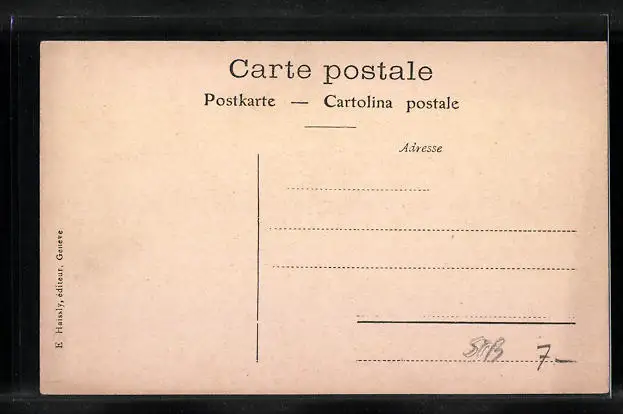 Carte postale
Postkarte — Cartolina postale
Adresse
E. Haissly, éditeur, Genève
7.—